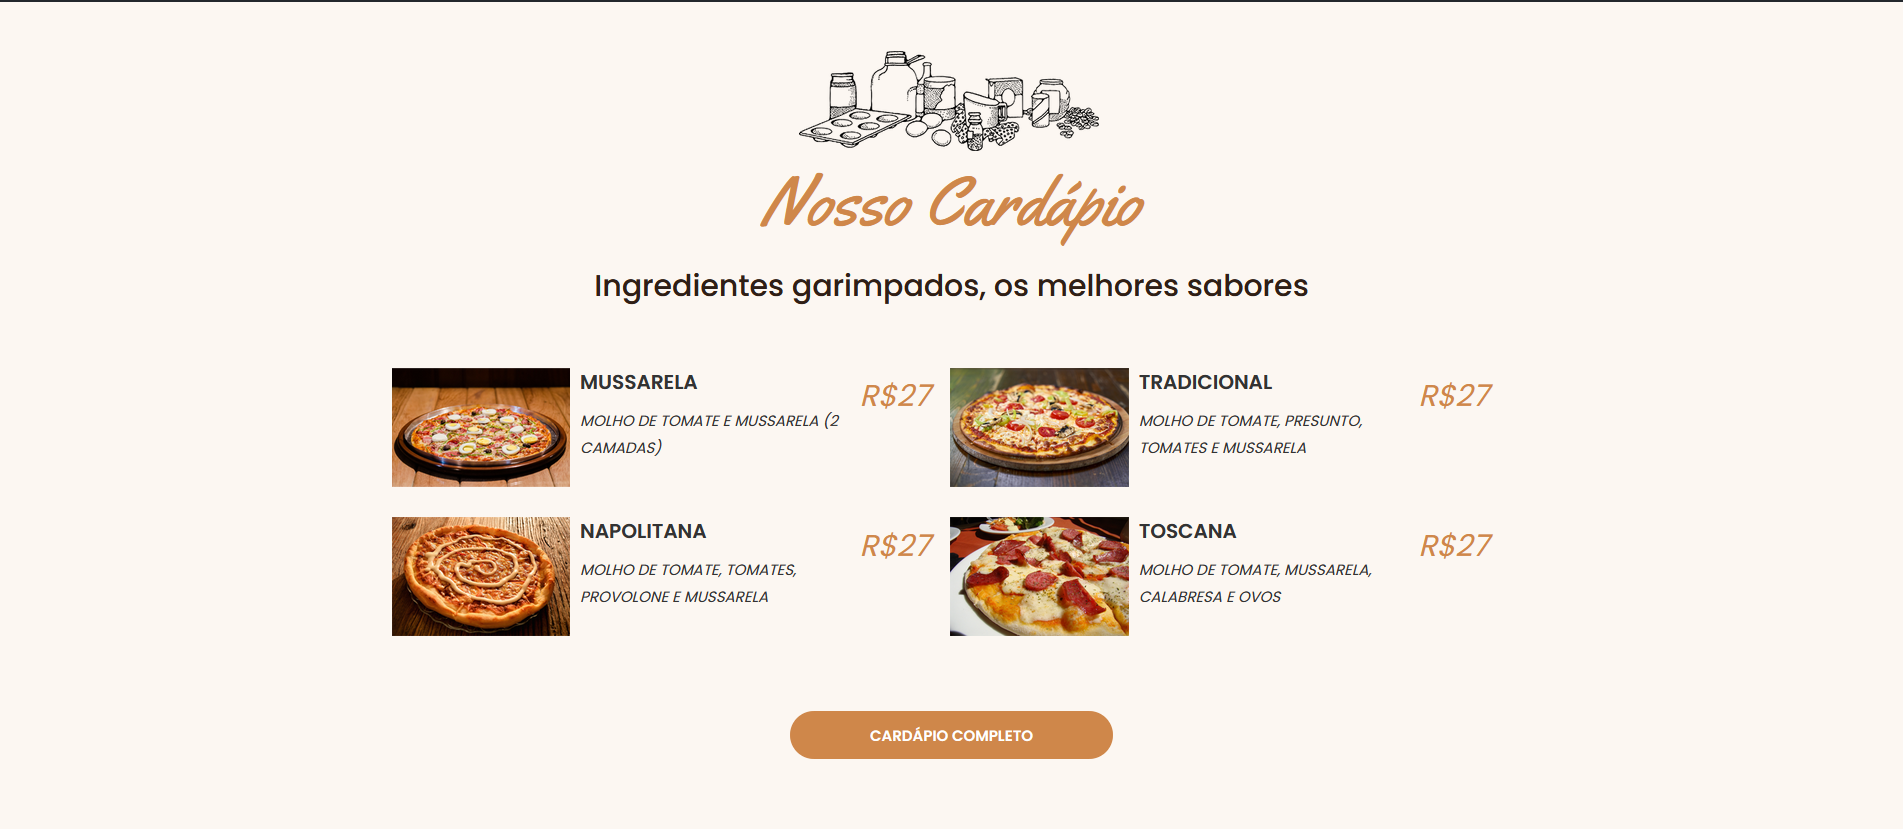 Nosso Cardápio
Ingredientes garimpados, os melhores sabores
MUSSARELA
R$27
MOLHO DE TOMATE E MUSSARELA (2
CAMADAS)
TRADICIONAL
R$27
MOLHO DE TOMATE, PRESUNTO,
TOMATES E MUSSARELA
NAPOLITANA
R$27
MOLHO DE TOMATE, TOMATES,
PROVOLONE E MUSSARELA
TOSCANA
R$27
MOLHO DE TOMATE, MUSSARELA,
CALABRESA E OVOS
CARDÁPIO COMPLETO